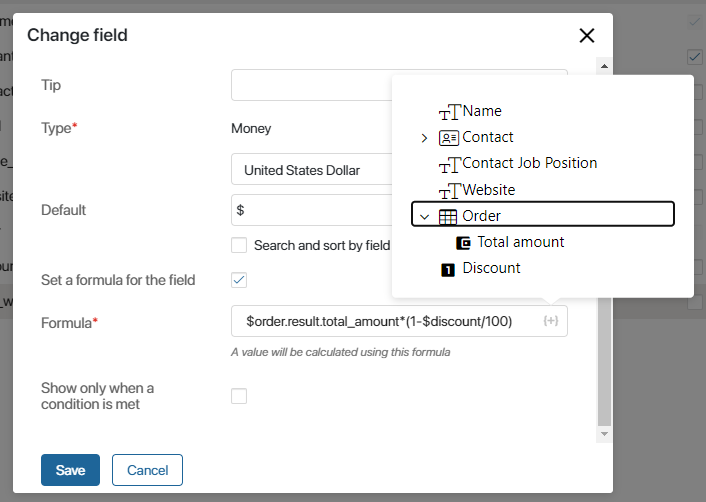 Change field
Tip
Name
Contact
Type*
Money
Contact Job Position
United States Dollar
Website
Default
$
Order
Search and sort by field
Total amount
Discount
Set a formula for the field
Formula*
$order.result.total_amount*(1-$discount/100)
{+}
A value will be calculated using this formula
Show only when a
condition is met
Save
Cancel